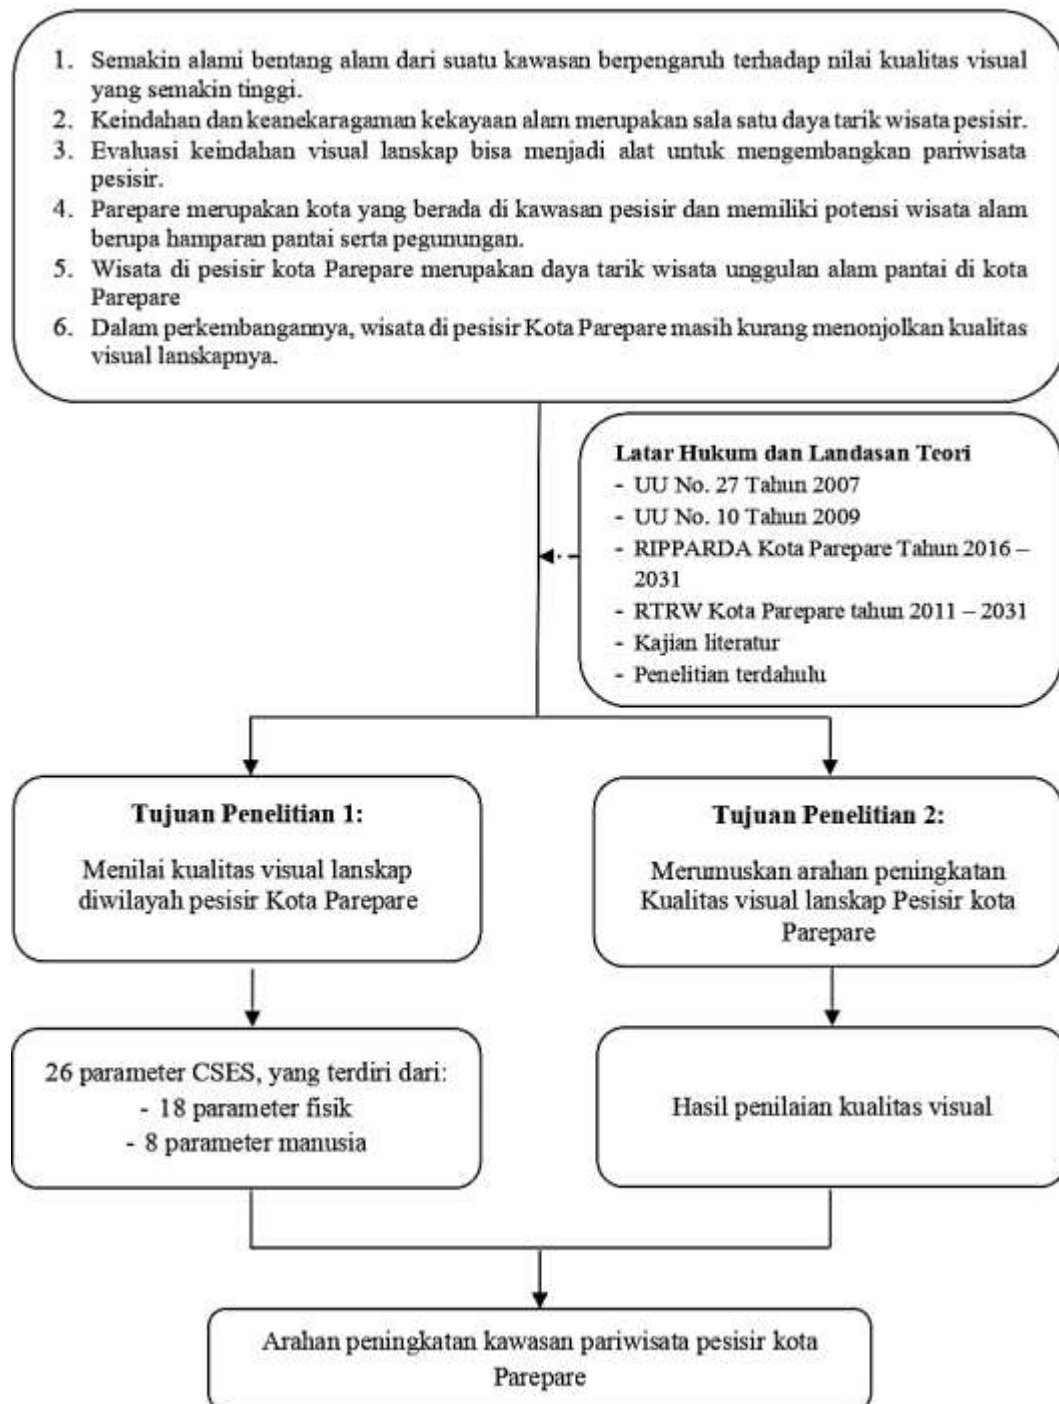 1. Semakin alami bentang alam dari suatu kawasan berpengaruh terhadap nilai kualitas visual
yang semakin tinggi.
2. Keindahan dan keanekaragaman kekayaan alam merupakan sala satu daya tarik wisata pesisir.
3. Evaluasi keindahan visual lanskap bisa menjadi alat untuk mengembangkan pariwisata
pesisir.
4. Parepare merupakan kota yang berada di kawasan pesisir dan memiliki potensi wisata alam
berupa hamparan pantai serta pegunungan.
5. Wisata di pesisir kota Parepare merupakan daya tarik wisata unggulan alam pantai di kota
Parepare
6. Dalam perkembangannya, wisata di pesisir Kota Parepare masih kurang menonjolkan kualitas
visual lanskapnya.
Latar Hukum dan Landasan Teori
- UU No. 27 Tahun 2007
- UU No. 10 Tahun 2009
- RIPPARDA Kota Parepare Tahun 2016 –
2031
- RTRW Kota Parepare tahun 2011 – 2031
- Kajian literatur
- Penelitian terdahulu
Tujuan Penelitian 1:
Menilai kualitas visual lanskap
diwilayah pesisir Kota Parepare
Tujuan Penelitian 2:
Merumuskan arahan peningkatan
Kualitas visual lanskap Pesisir kota
Parepare
26 parameter CSES, yang terdiri dari:
- 18 parameter fisik
- 8 parameter manusia
Hasil penilaian kualitas visual
Arahan peningkatan kawasan pariwisata pesisir kota
Parepare